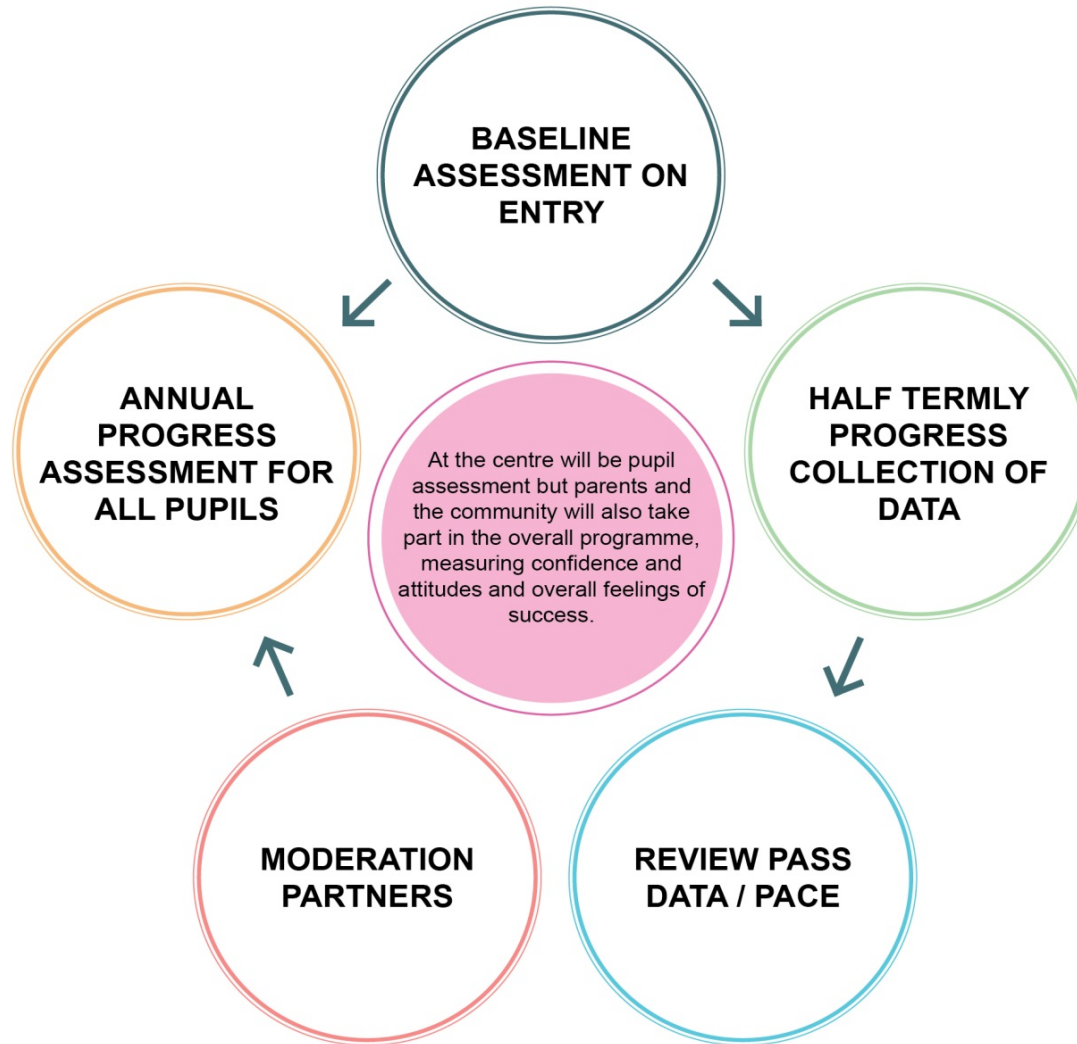 BASELINE
ASSESSMENT ON
ENTRY
ANNUAL
PROGRESS
ASSESSMENT FOR
ALL PUPILS
HALF TERMLY
PROGRESS
COLLECTION OF
DATA
At the centre will be pupil
assessment but parents and
the community will also take
part in the overall programme,
measuring confidence and
attitudes and overall feelings of
success.
MODERATION
PARTNERS
REVIEW PASS
DATA / PACE